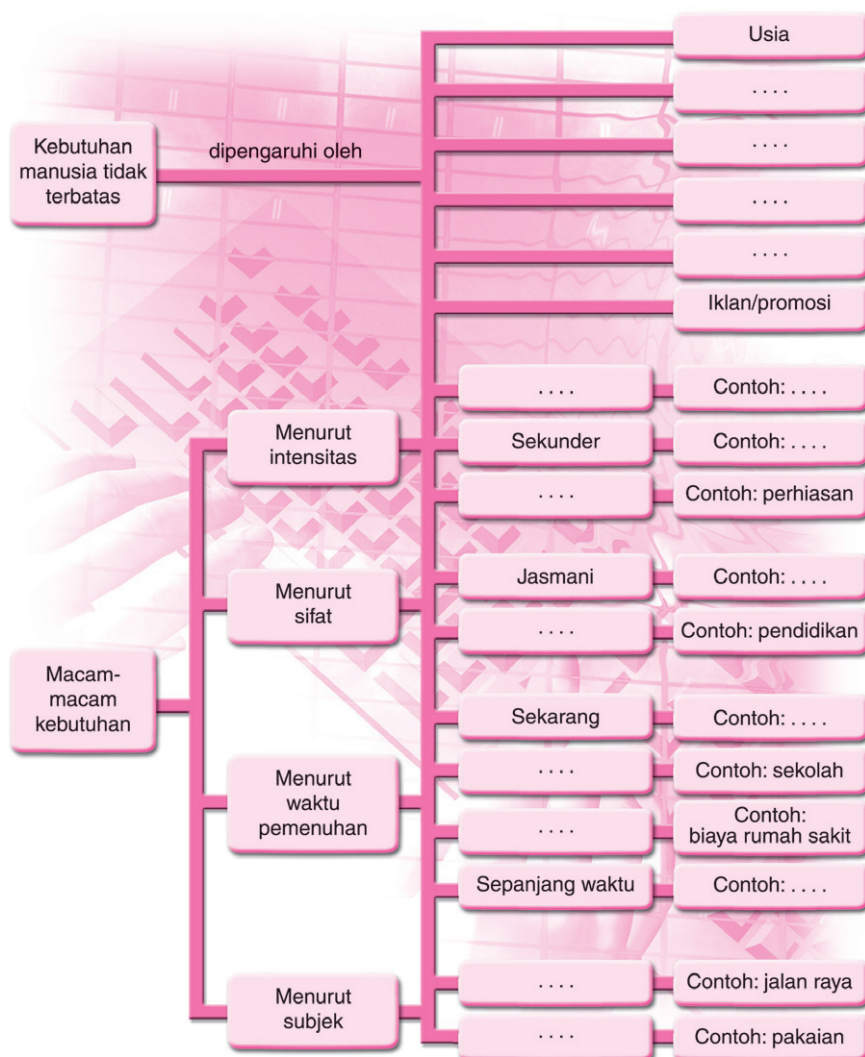 Usia
. . . .
. . . .
Kebutuhan
manusia tidak
terbatas
dipengaruhi oleh
. . . .
. . . .
Iklan/promosi
. . . .
Contoh: . . . .
Menurut
intensitas
Sekunder
Contoh: . . . .
. . . .
Contoh: perhiasan
Menurut
sifat
Jasmani
Contoh: . . . .
. . . .
Contoh: pendidikan
Macam-
macam
kebutuhan
Sekarang
Contoh: . . . .
Menurut
waktu
pemenuhan
. . . .
Contoh: sekolah
. . . .
Contoh:
biaya rumah sakit
Sepanjang waktu
Contoh: . . . .
Menurut
subjek
. . . .
Contoh: jalan raya
. . . .
Contoh: pakaian